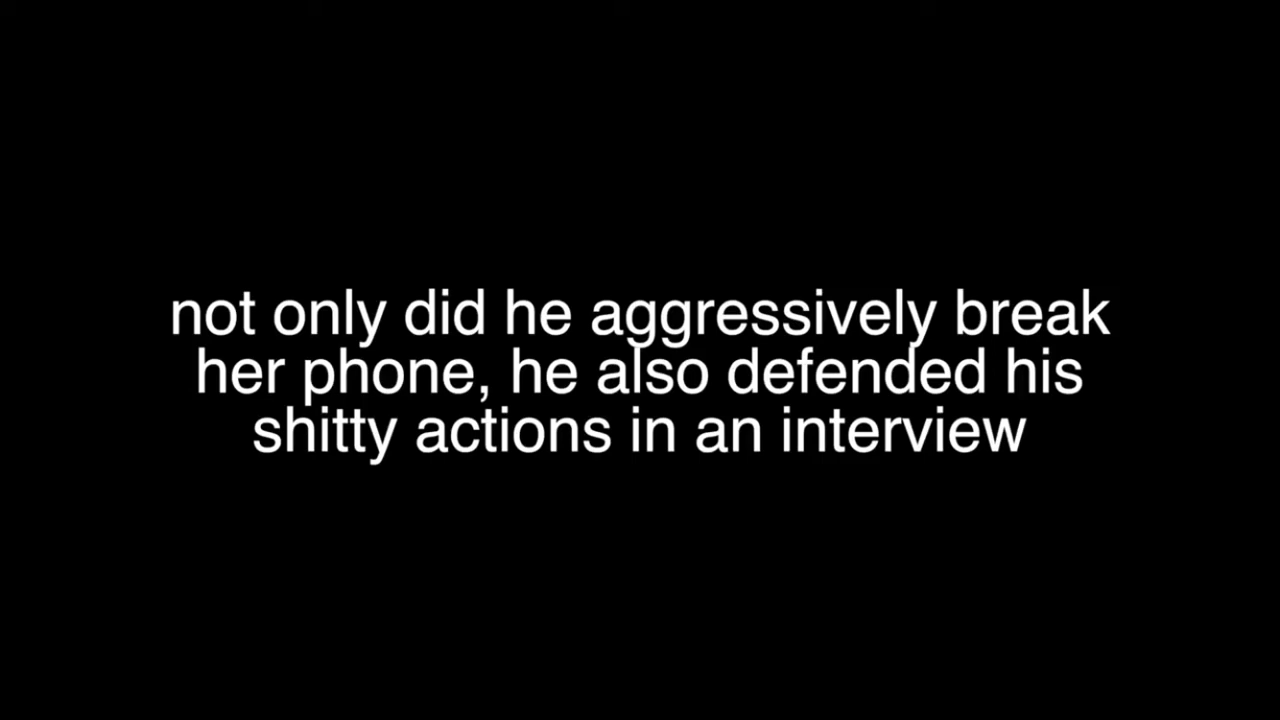 not only did he aggressively break
her phone, he also defended his
shitty actions in an interview